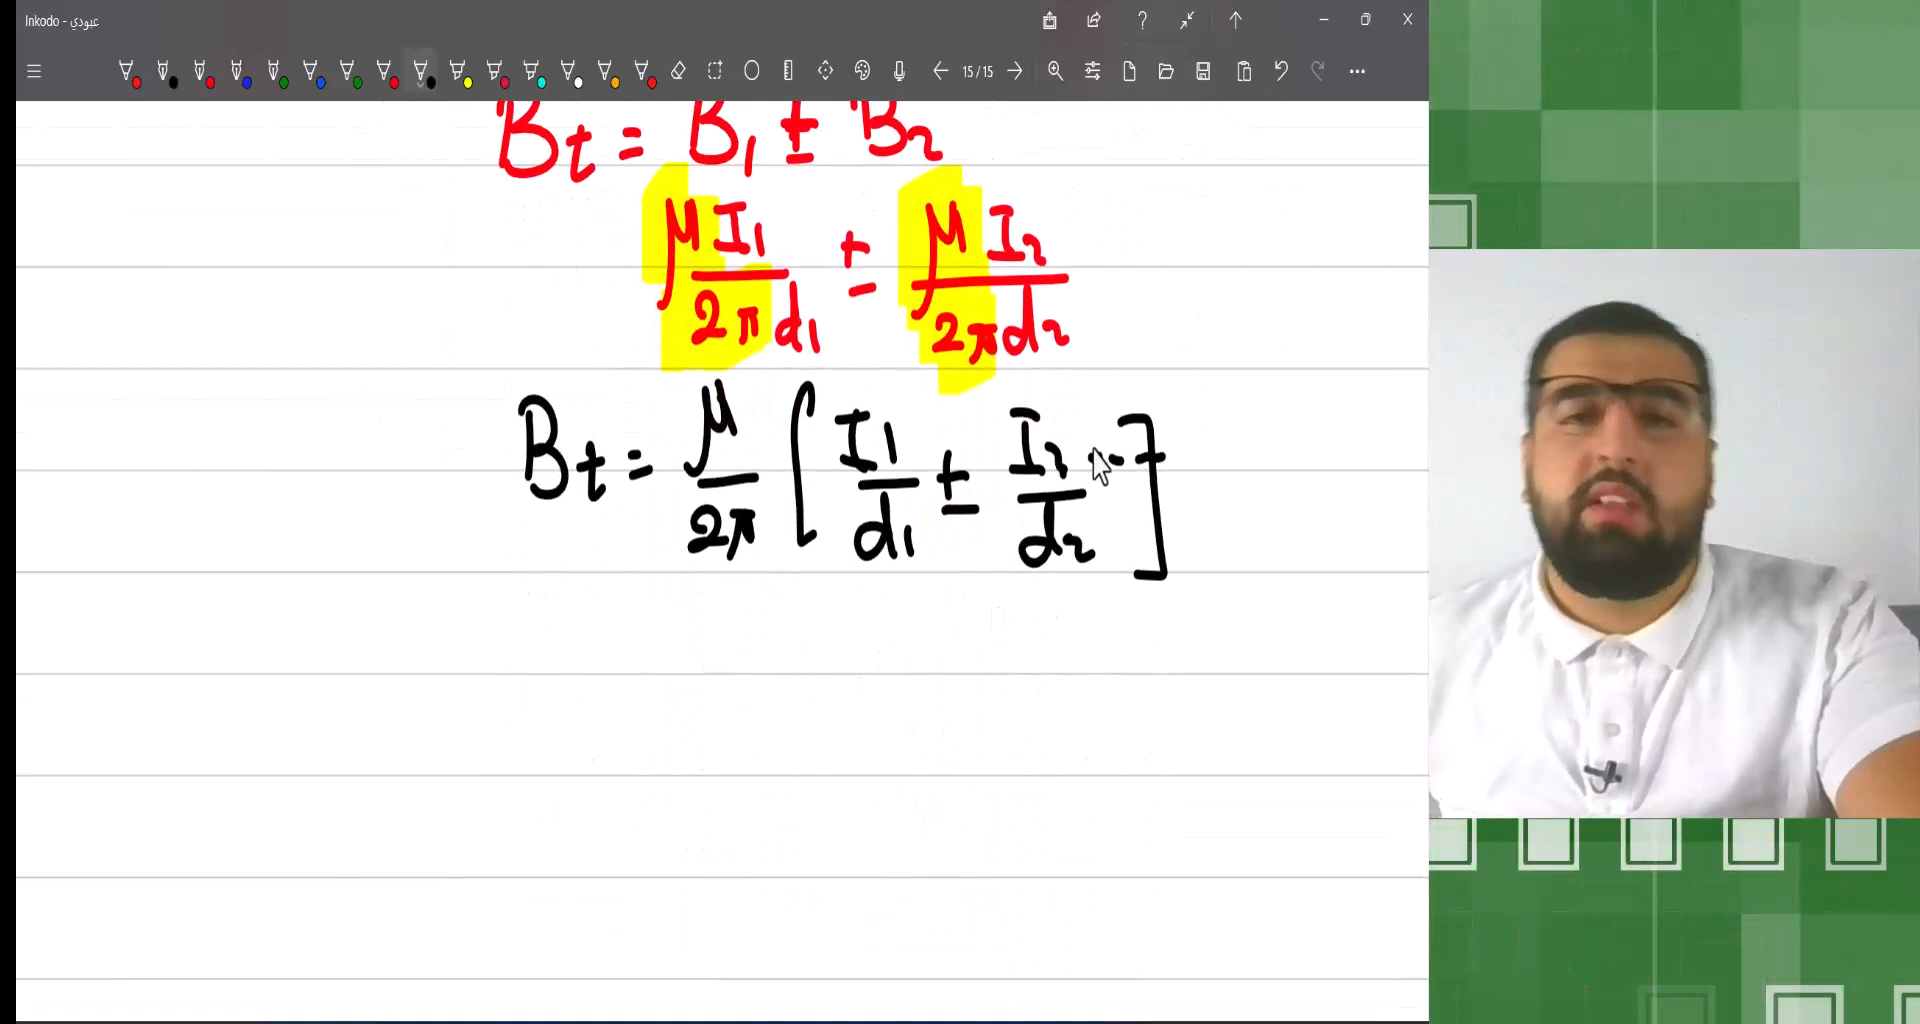 Inkodo - عبودي
15 / 15
Bt = B₁ ± B₂
μI₁/2πd₁ ± μI₂/2πd₂
Bt = μ/2π [I₁/d₁ ± I₂/d₂ ]